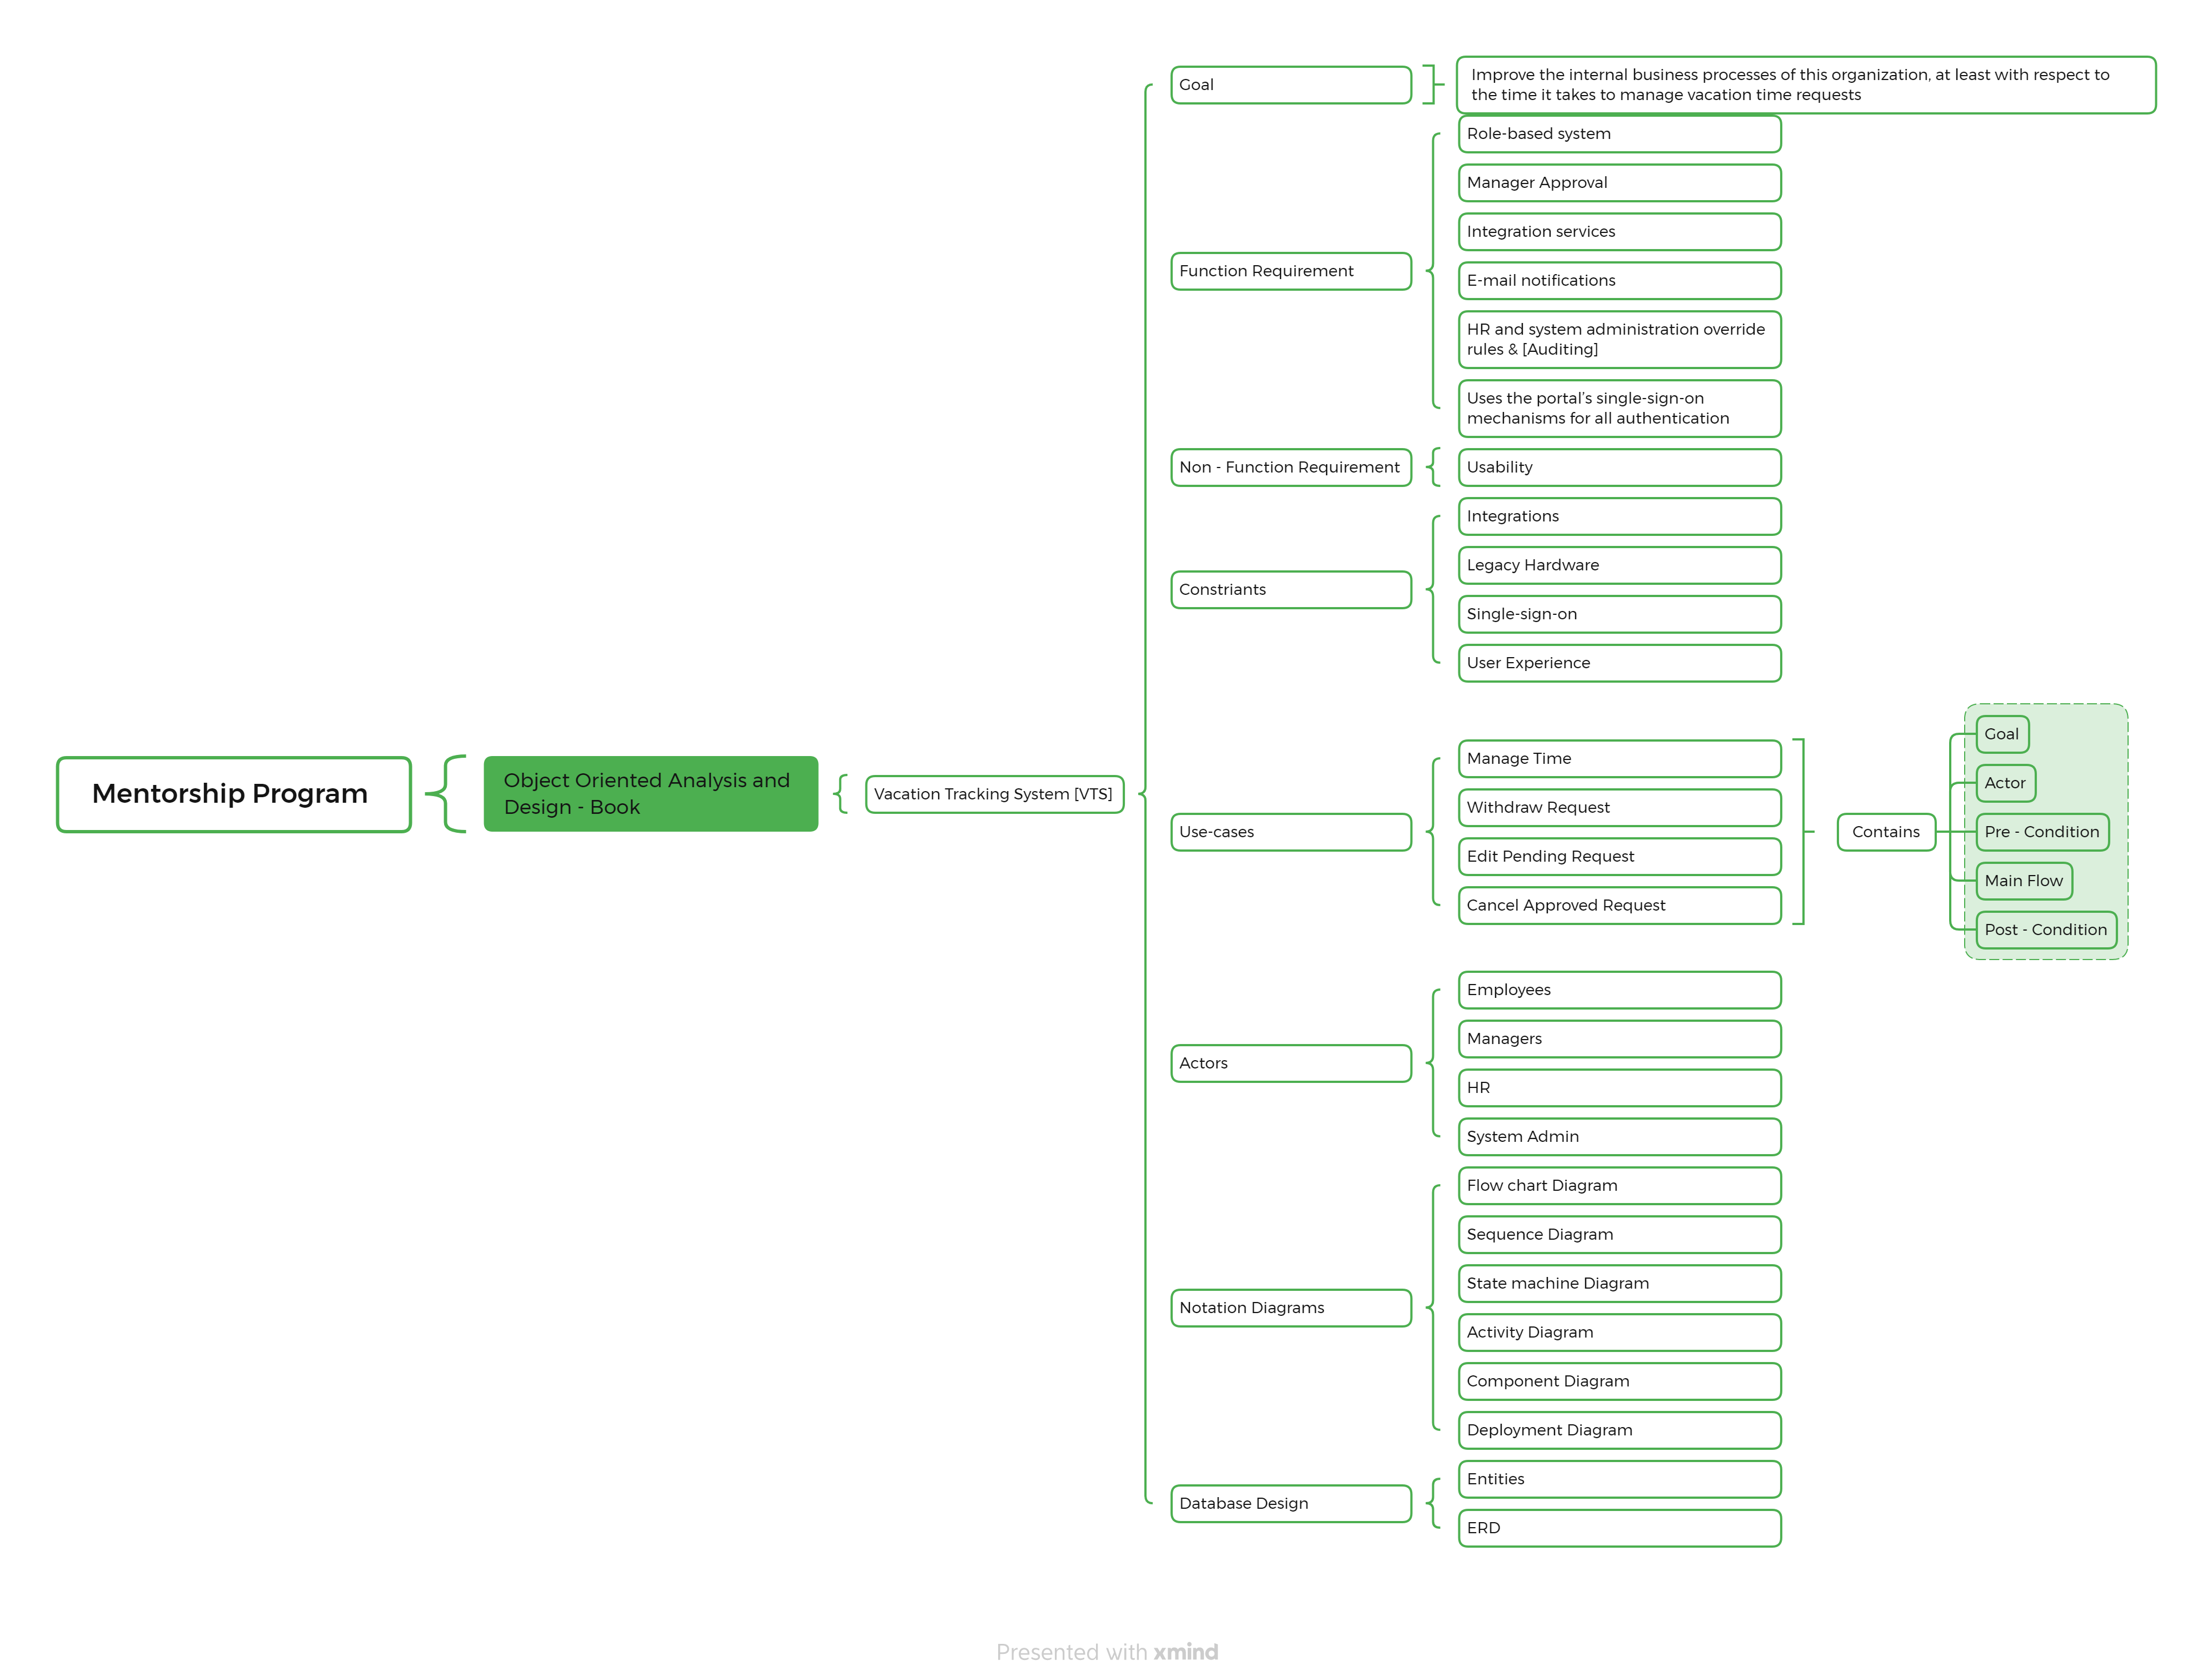 Mentorship Program
Object Oriented Analysis and
Design - Book
Vacation Tracking System [VTS]
Goal
Improve the internal business processes of this organization, at least with respect to
the time it takes to manage vacation time requests
Function Requirement
Role-based system
Manager Approval
Integration services
E-mail notifications
HR and system administration override
rules & [Auditing]
Uses the portal's single-sign-on
mechanisms for all authentication
Non - Function Requirement
Usability
Constriants
Integrations
Legacy Hardware
Single-sign-on
User Experience
Use-cases
Manage Time
Withdraw Request
Edit Pending Request
Cancel Approved Request
Contains
Goal
Actor
Pre - Condition
Main Flow
Post - Condition
Actors
Employees
Managers
HR
System Admin
Notation Diagrams
Flow chart Diagram
Sequence Diagram
State machine Diagram
Activity Diagram
Component Diagram
Deployment Diagram
Database Design
Entities
ERD
Presented with xmind